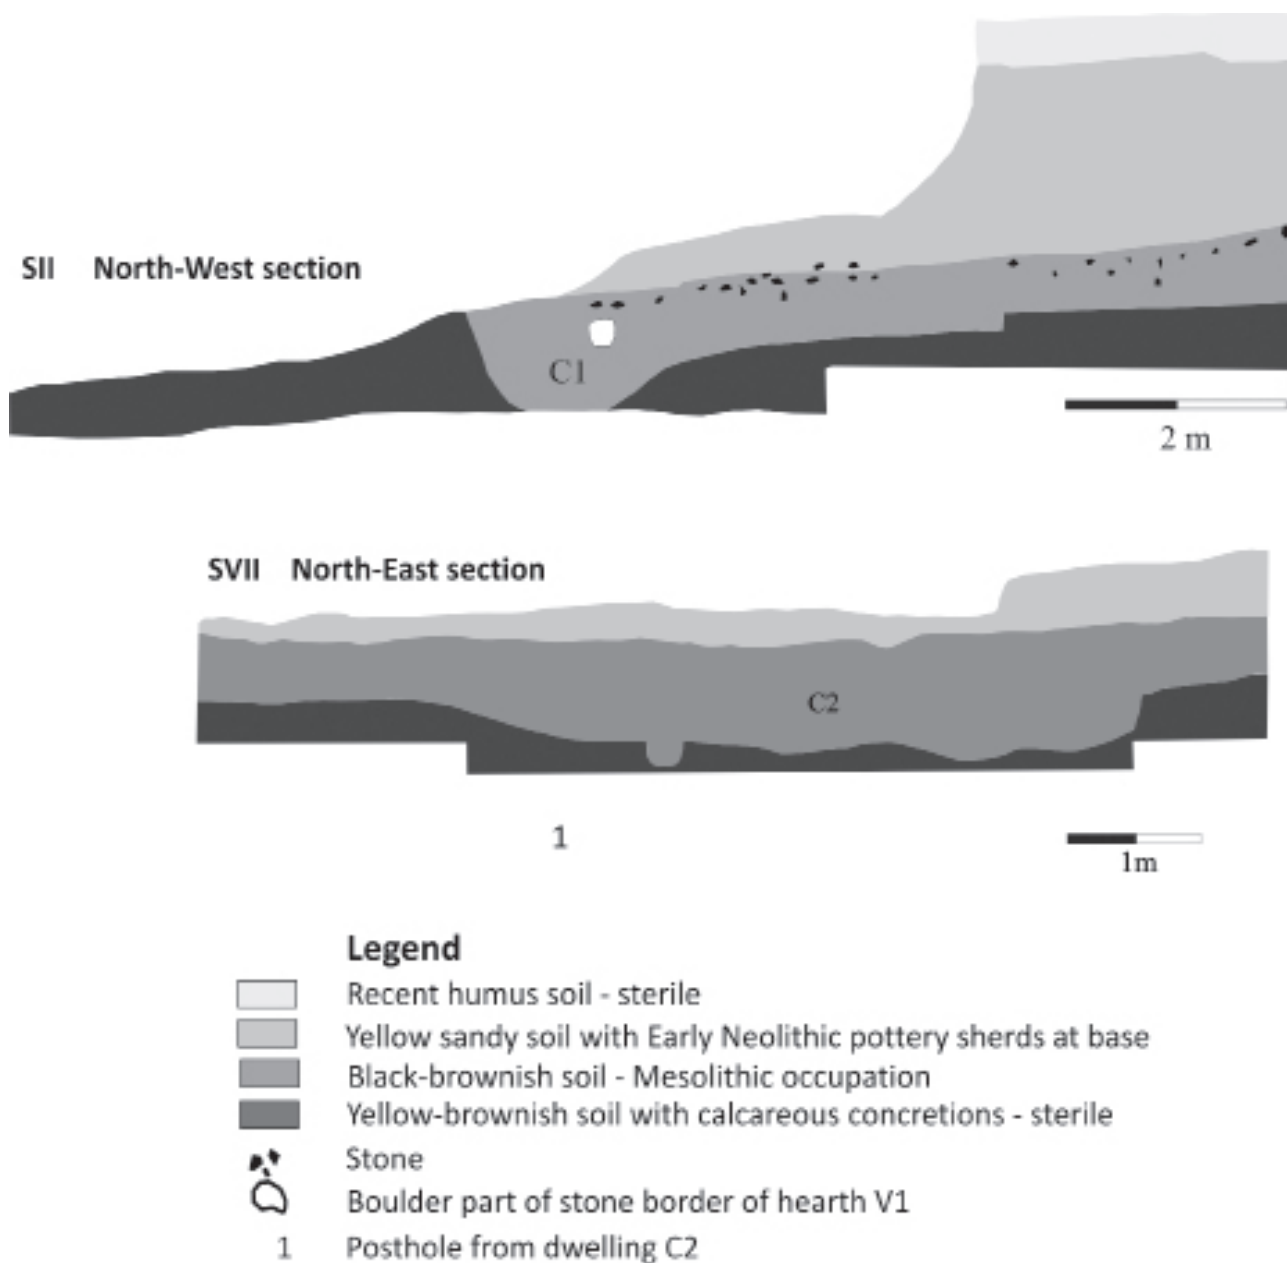 SII North-West section
C1
2 m
SVII North-East section
C2
1
1m
Legend
Recent humus soil - sterile
Yellow sandy soil with Early Neolithic pottery sherds at base
Black-brownish soil - Mesolithic occupation
Yellow-brownish soil with calcareous concretions - sterile
Stone
Boulder part of stone border of hearth V1
1 Posthole from dwelling C2